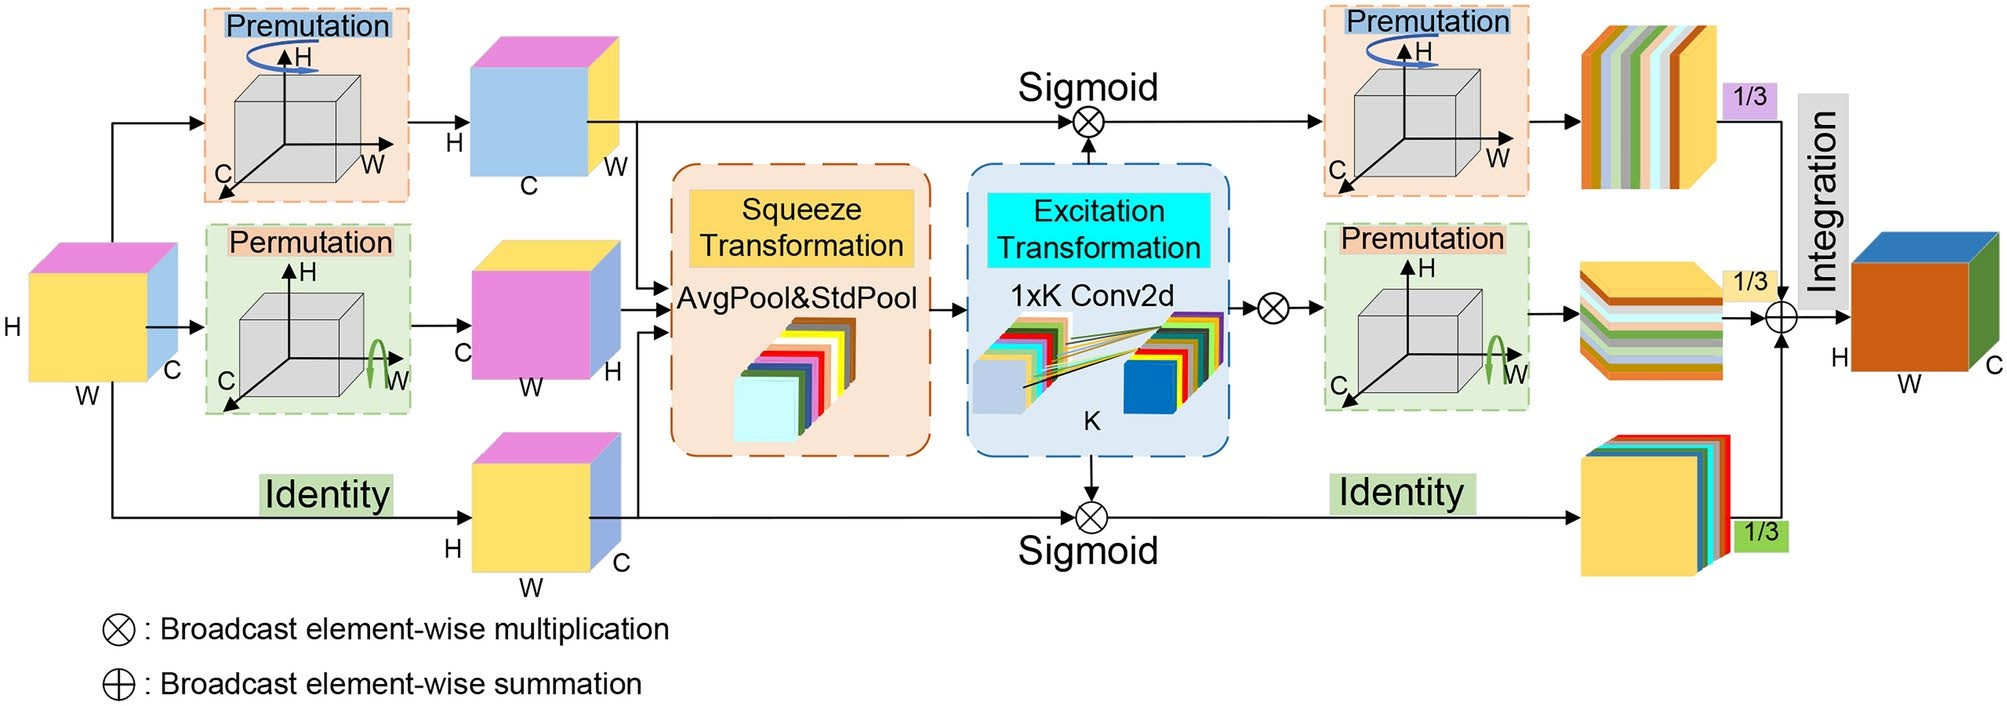 Premutation
H
W
C
H
C
W
Permutation
H
W
C
H
W
C
C
W
H
Identity
H
W
C
Squeeze
Transformation
AvgPool&StdPool
Excitation
Transformation
1xK Conv2d
K
Sigmoid
Sigmoid
Premutation
H
W
C
Premutation
H
W
C
Identity
1/3
1/3
1/3
Integration
H
W
C
: Broadcast element-wise multiplication
: Broadcast element-wise summation